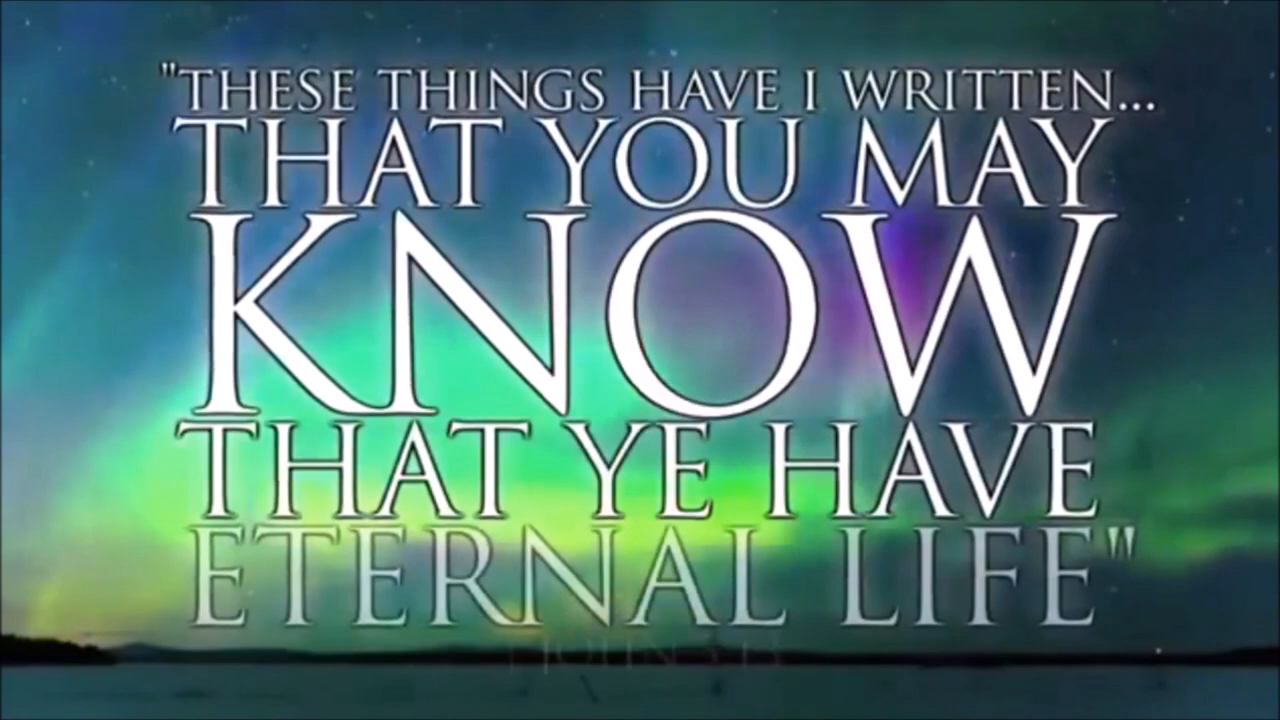 "THESE THINGS HAVE I WRITTEN...
THAT YOU MAY
KNOW
THAT YE HAVE
ETERNAL LIFE"